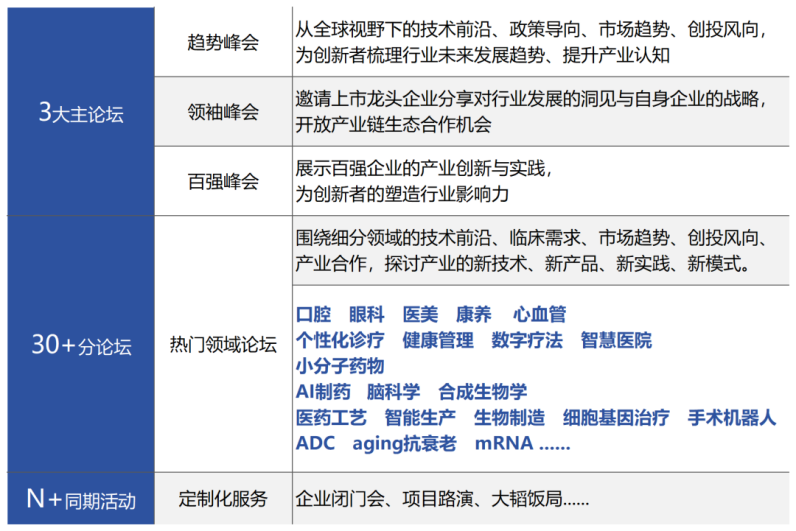 3大主论坛
趋势峰会
从全球视野下的技术前沿、政策导向、市场趋势、创投风向，
为创新者梳理行业未来发展趋势、提升产业认知
领袖峰会
邀请上市龙头企业分享对行业发展的洞见与自身企业的战略，
开放产业链生态合作机会
百强峰会
展示百强企业的产业创新与实践，
为创新者的塑造行业影响力
30+分论坛
热门领域论坛
围绕细分领域的技术前沿、临床需求、市场趋势、创投风向、
产业合作，探讨产业的新技术、新产品、新实践、新模式。
口腔 眼科 医美 康养 心血管
个性化诊疗 健康管理 数字疗法 智慧医院
小分子药物
AI制药 脑科学 合成生物学
医药工艺 智能生产 生物制造 细胞基因治疗 手术机器人
ADC aging抗衰老 mRNA ......
N+同期活动
定制化服务
企业闭门会、项目路演、大韬饭局......